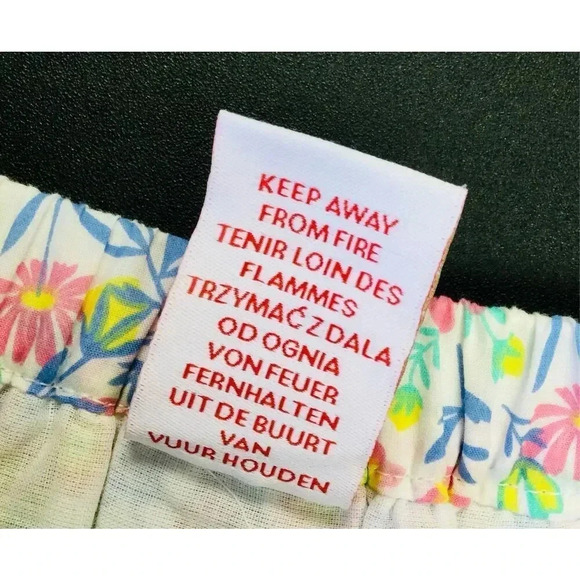 KEEP AWAY
FROM FIRE
TENIR LOIN DES
FLAMMES
TRZYMAĆ Z DALA
OD OGNIA
VON FEUER
FERNHALTEN
UIT DE BUURT
VAN
VUUR HOUDEN